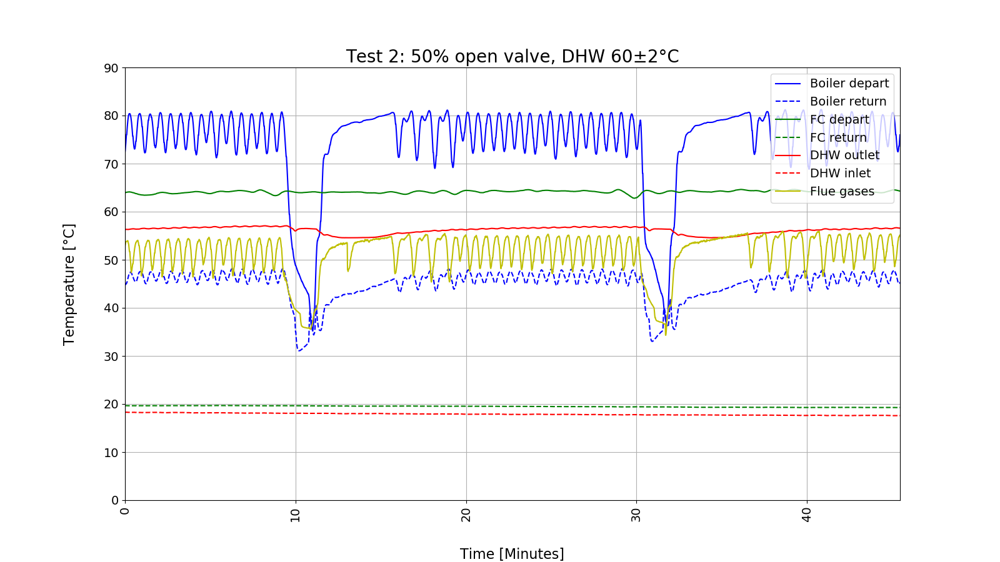 Test 2: 50% open valve, DHW 60±2°C
90
80
70
60
50
40
30
20
10
0
Temperature [°C]
Boiler depart
Boiler return
FC depart
FC return
DHW outlet
DHW inlet
Flue gases
0
10
20
30
40
Time [Minutes]